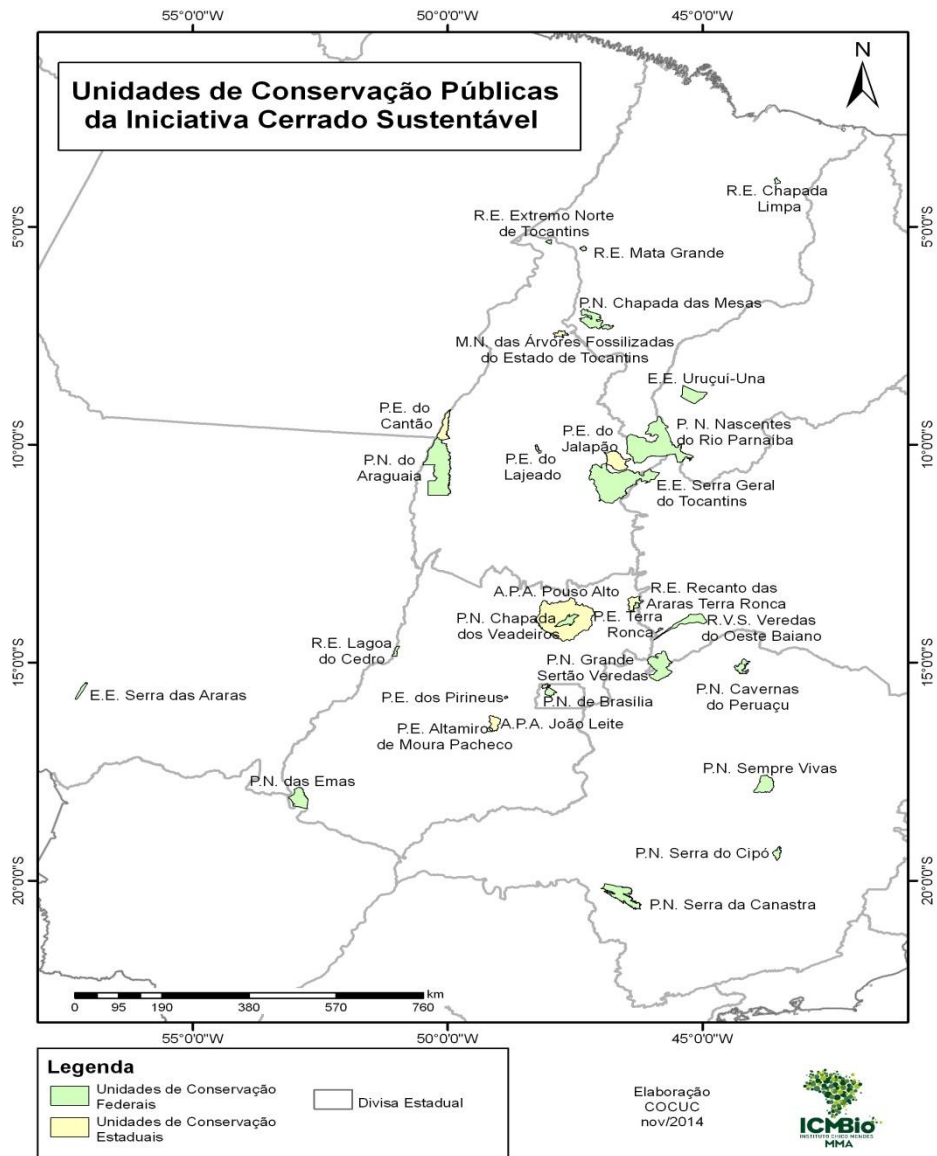 55°0'0"W 50°0'0"W 45°0'0"W
N
Unidades de Conservação Públicas
da Iniciativa Cerrado Sustentável
R.E. Chapada
Limpa
5°0'0"S
5°0'0"S
R.E. Extremo Norte
de Tocantins
R.E. Mata Grande
P.N. Chapada das Mesas
M.N. das Árvores Fossilizadas
do Estado de Tocantins
E.E. Uruçuí-Una
P.E. do
Cantão
P. N. Nascentes
do Rio Parnaiba
10°0'0"S
10°0'0"S
P.E. do
Jalapão
P.N. do
Araguaia
P.E. do
Lajeado
E.E. Serra Geral
do Tocantins
A.P.A. Pouso Alto
R.E. Recanto das
Araras Terra Ronca
P.N. Chapada
dos Veadeiros
P.E. Terra
Ronca
R.V.S. Veredas
do Oeste Baiano
R.E. Lagoa
do Cedro
15°0'0"S
15°0'0"S
P.N. Grande
Sertão Veredas
E.E. Serra das Araras
P.E. dos Pirineus
P.N. de Brasilia
P.N. Cavernas
do Peruaçu
P.E. Altamiro
de Moura Pacheco
A.P.A. João Leite
P.N. das Emas
P.N. Sempre Vivas
P.N. Serra do Cipó
20°0'0"S
20°0'0"S
P.N. Serra da Canastra
km
0 95 190 380 570 760
55°0'0"W 50°0'0"W 45°0'0"W
Legenda
Unidades de Conservação
Federais
Unidades de Conservação
Estaduais
Divisa Estadual
Elaboração
COCUC
nov/2014
ICMBio
INSTITUTO CHICO MENDES
MMA